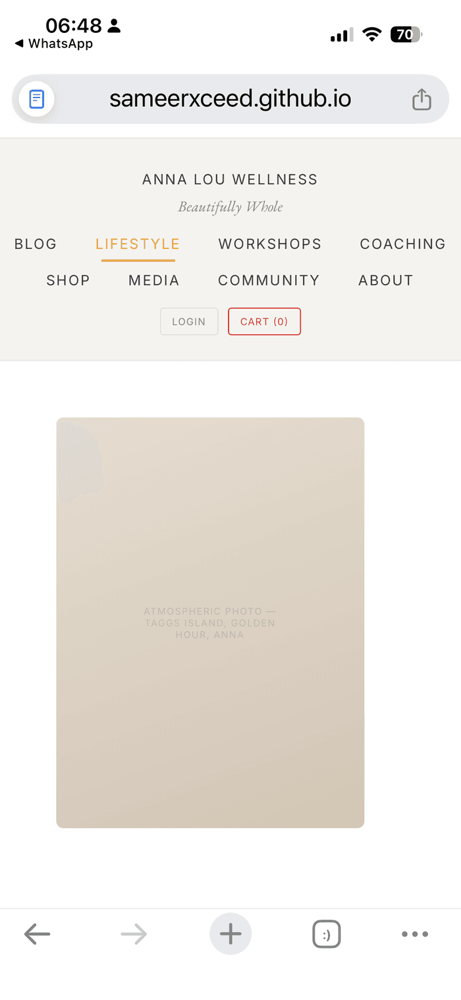 06:48
WhatsApp
70
sameerxceed.github.io
ANNA LOU WELLNESS
Beautifully Whole
BLOG LIFESTYLE WORKSHOPS COACHING
SHOP MEDIA COMMUNITY ABOUT
LOGIN CART (0)
ATMOSPHERIC PHOTO —
TAGGS ISLAND, GOLDEN
HOUR, ANNA
:)